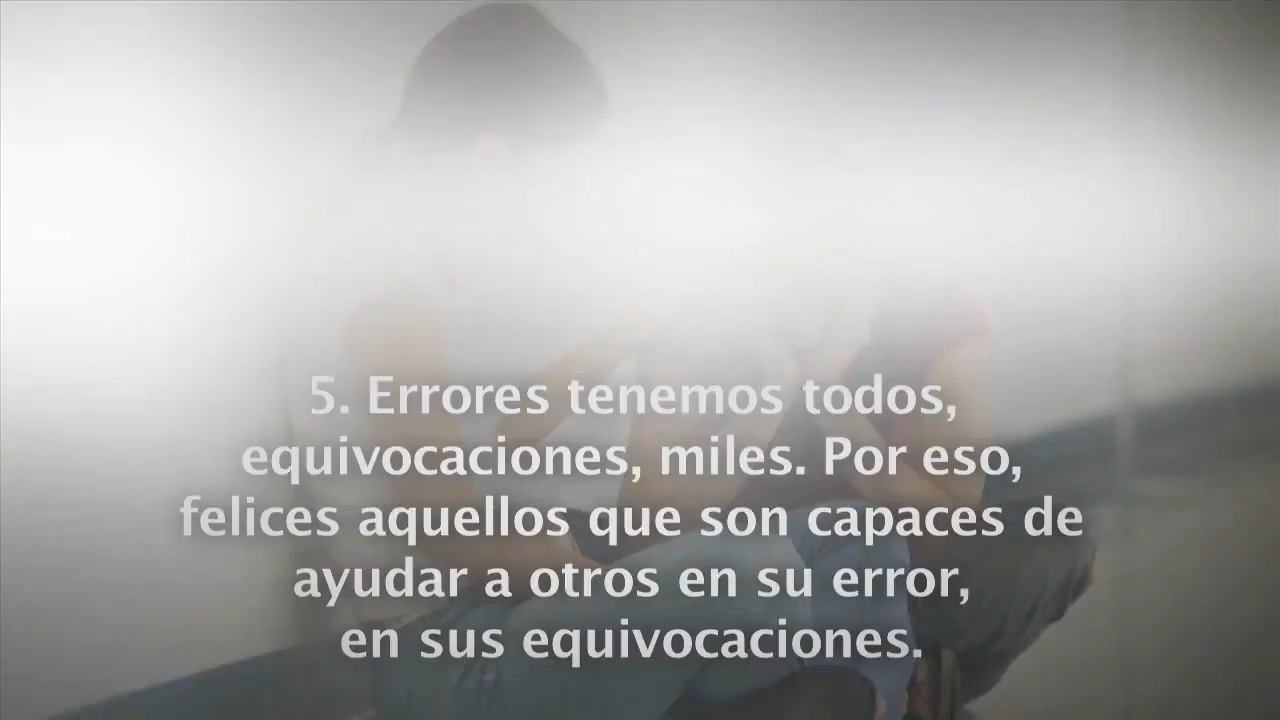 5. Errores tenemos todos,
equivocaciones, miles. Por eso,
felices aquellos que son capaces de
ayudar a otros en su error,
en sus equivocaciones.